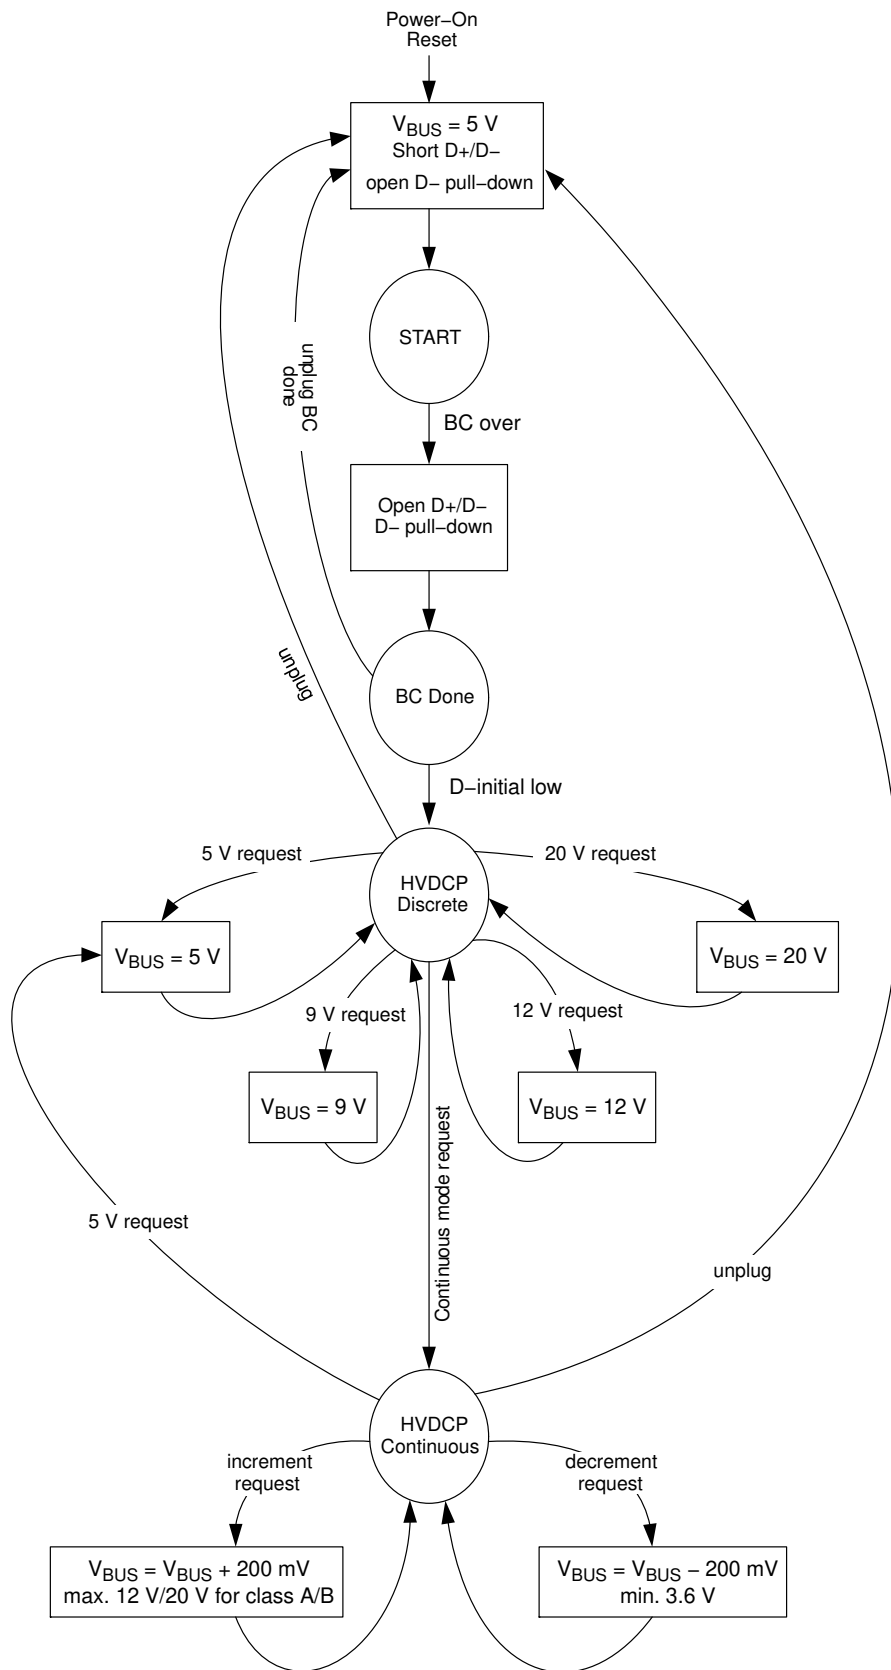 Power−On
Reset
VBUS = 5 V
Short D+/D−
open D− pull−down
START
BC over
unplug BC
done
Open D+/D−
D− pull−down
BC Done
unplug
D−initial low
5 V request
20 V request
HVDCP
Discrete
VBUS = 5 V
VBUS = 20 V
9 V request
12 V request
VBUS = 9 V
VBUS = 12 V
Continuous mode request
5 V request
unplug
HVDCP
Continuous
increment
request
decrement
request
VBUS = VBUS + 200 mV
max. 12 V/20 V for class A/B
VBUS = VBUS − 200 mV
min. 3.6 V